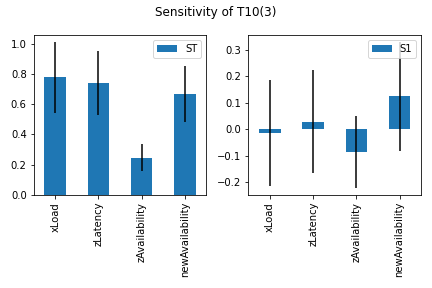 Sensitivity of T10(3)
ST
1.0
0.8
0.6
0.4
0.2
0.0
xLoad
zLatency
zAvailability
newAvailability
S1
0.3
0.2
0.1
0.0
−0.1
−0.2
xLoad
zLatency
zAvailability
newAvailability